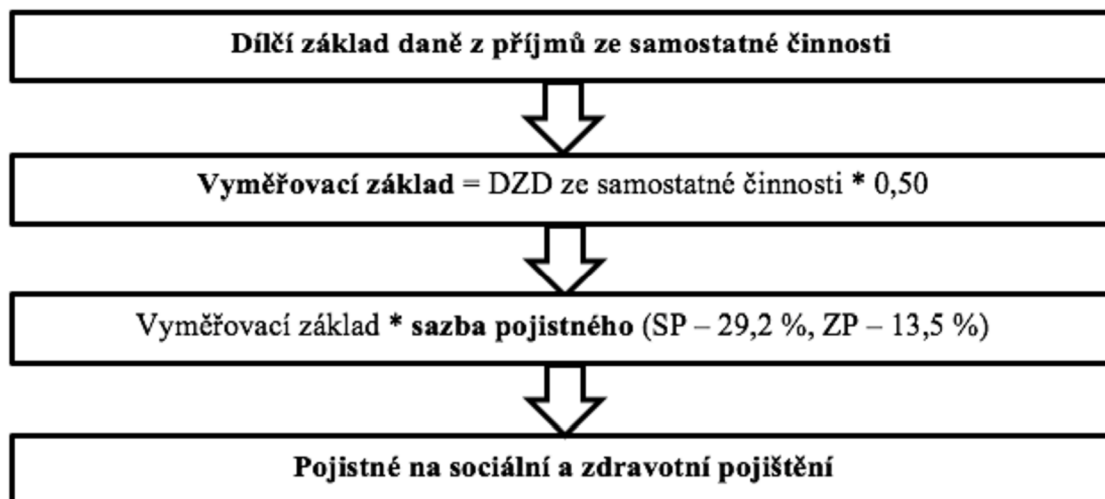 Dílčí základ daně z příjmů ze samostatné činnosti
Vyměřovací základ = DZD ze samostatné činnosti * 0,50
Vyměřovací základ * sazba pojistného (SP – 29,2 %, ZP – 13,5 %)
Pojistné na sociální a zdravotní pojištění